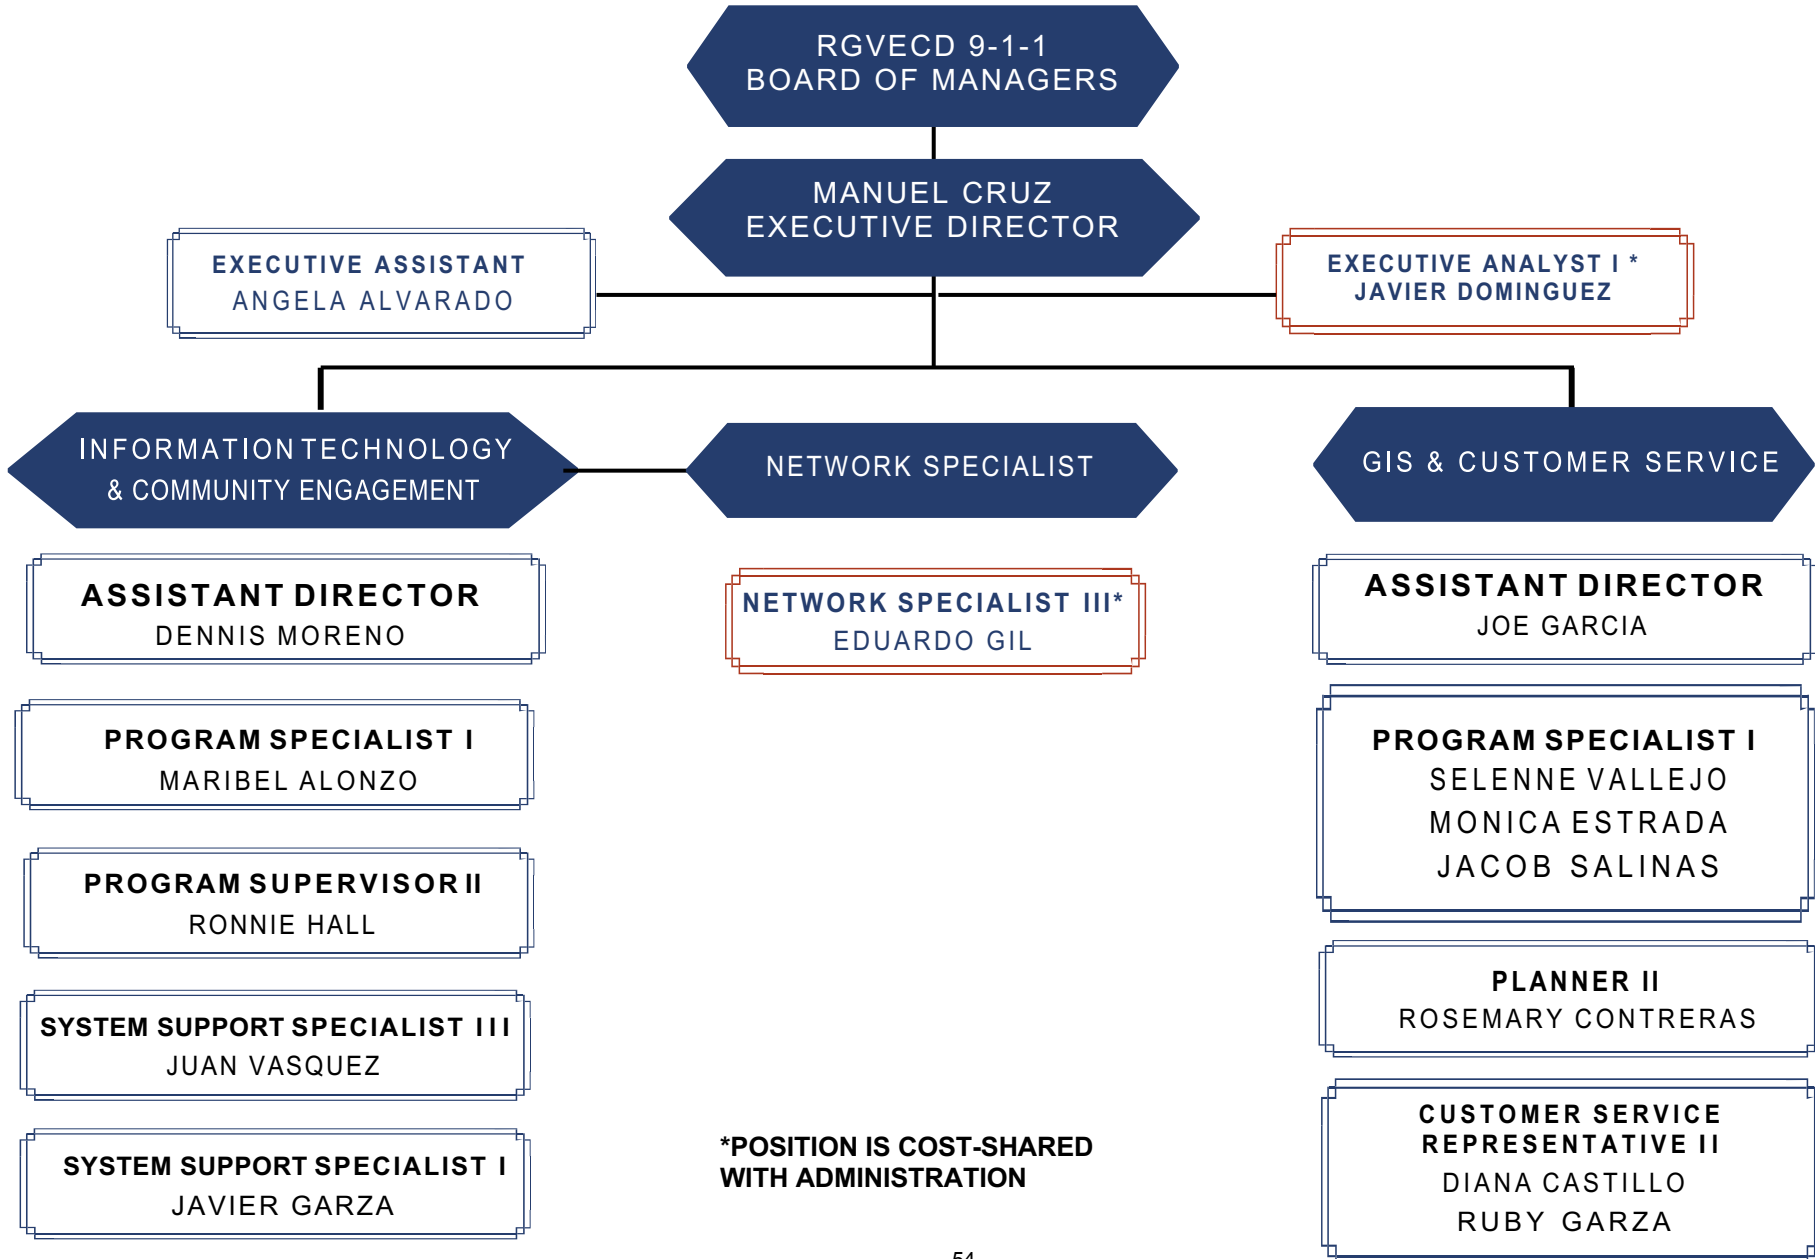 RGVECD 9-1-1
BOARD OF MANAGERS
MANUEL CRUZ
EXECUTIVE DIRECTOR
EXECUTIVE ASSISTANT
ANGELA ALVARADO
EXECUTIVE ANALYST I *
JAVIER DOMINGUEZ
INFORMATION TECHNOLOGY
& COMMUNITY ENGAGEMENT
NETWORK SPECIALIST
GIS & CUSTOMER SERVICE
ASSISTANT DIRECTOR
DENNIS MORENO
PROGRAM SPECIALIST I
MARIBEL ALONZO
PROGRAM SUPERVISOR II
RONNIE HALL
SYSTEM SUPPORT SPECIALIST III
JUAN VASQUEZ
SYSTEM SUPPORT SPECIALIST I
JAVIER GARZA
NETWORK SPECIALIST III*
EDUARDO GIL
*POSITION IS COST-SHARED
WITH ADMINISTRATION
ASSISTANT DIRECTOR
JOE GARCIA
PROGRAM SPECIALIST I
SELENNE VALLEJO
MONICA ESTRADA
JACOB SALINAS
PLANNER II
ROSEMARY CONTRERAS
CUSTOMER SERVICE
REPRESENTATIVE II
DIANA CASTILLO
RUBY GARZA
54